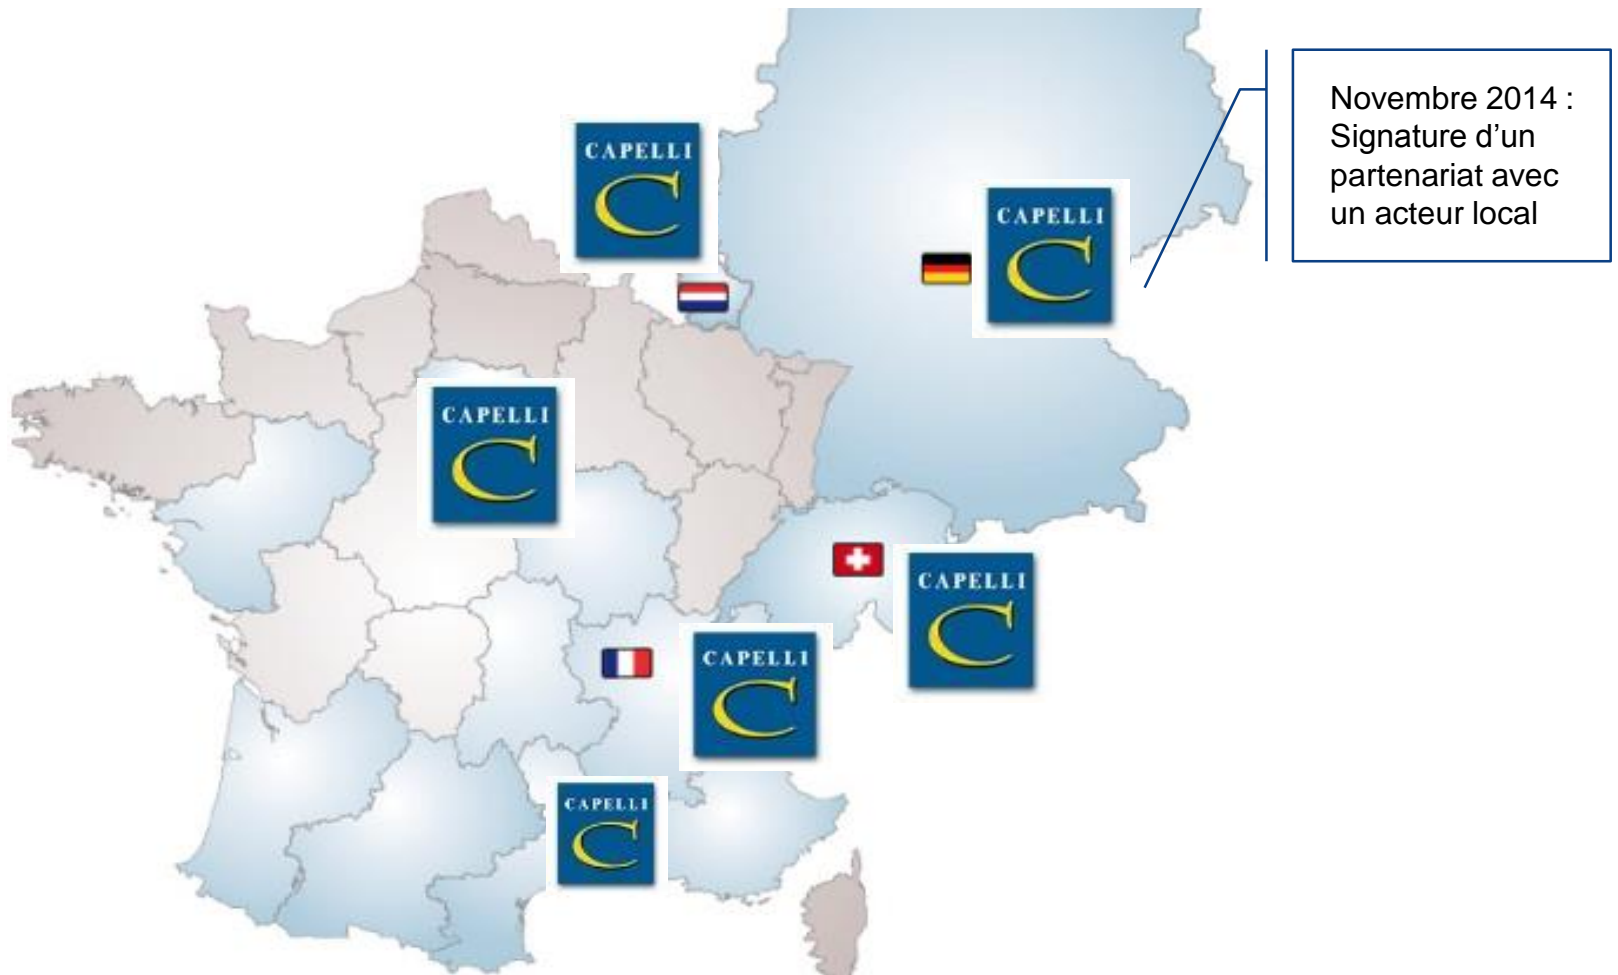 CAPELLI
C
Novembre 2014 :
Signature d’un
partenariat avec
un acteur local
CAPELLI
C
CAPELLI
C
CAPELLI
C
CAPELLI
C
CAPELLI
C